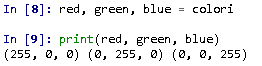 In [8]: red, green, blue = colori
In [9]: print(red, green, blue)
(255, 0, 0) (0, 255, 0) (0, 0, 255)